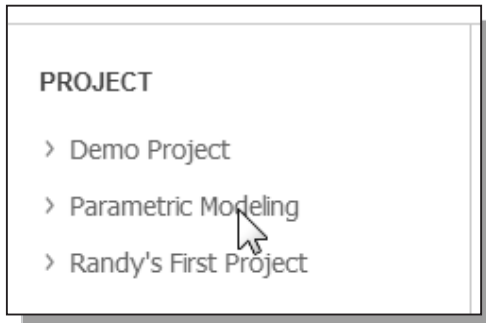 PROJECT
> Demo Project
> Parametric Modeling
> Randy's First Project